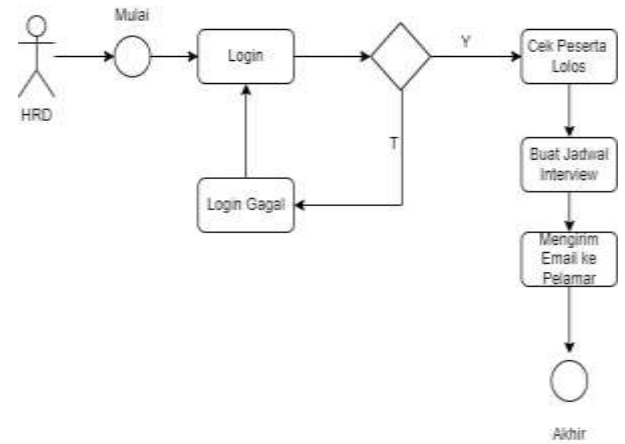 Mulai
HRD
Login
Y
T
Login Gagal
Cek Peserta
Lolos
Buat Jadwal
Interview
Mengirim
Email ke
Pelamar
Akhir